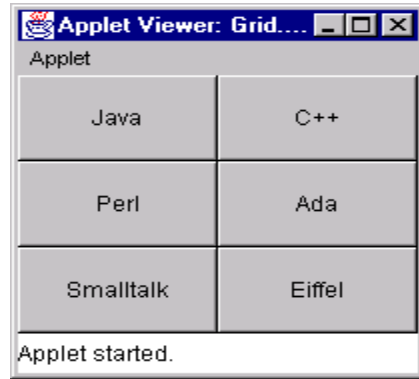 Applet Viewer: Grid....
Applet
Java C++
Perl Ada
Smalltalk Eiffel
Applet started.